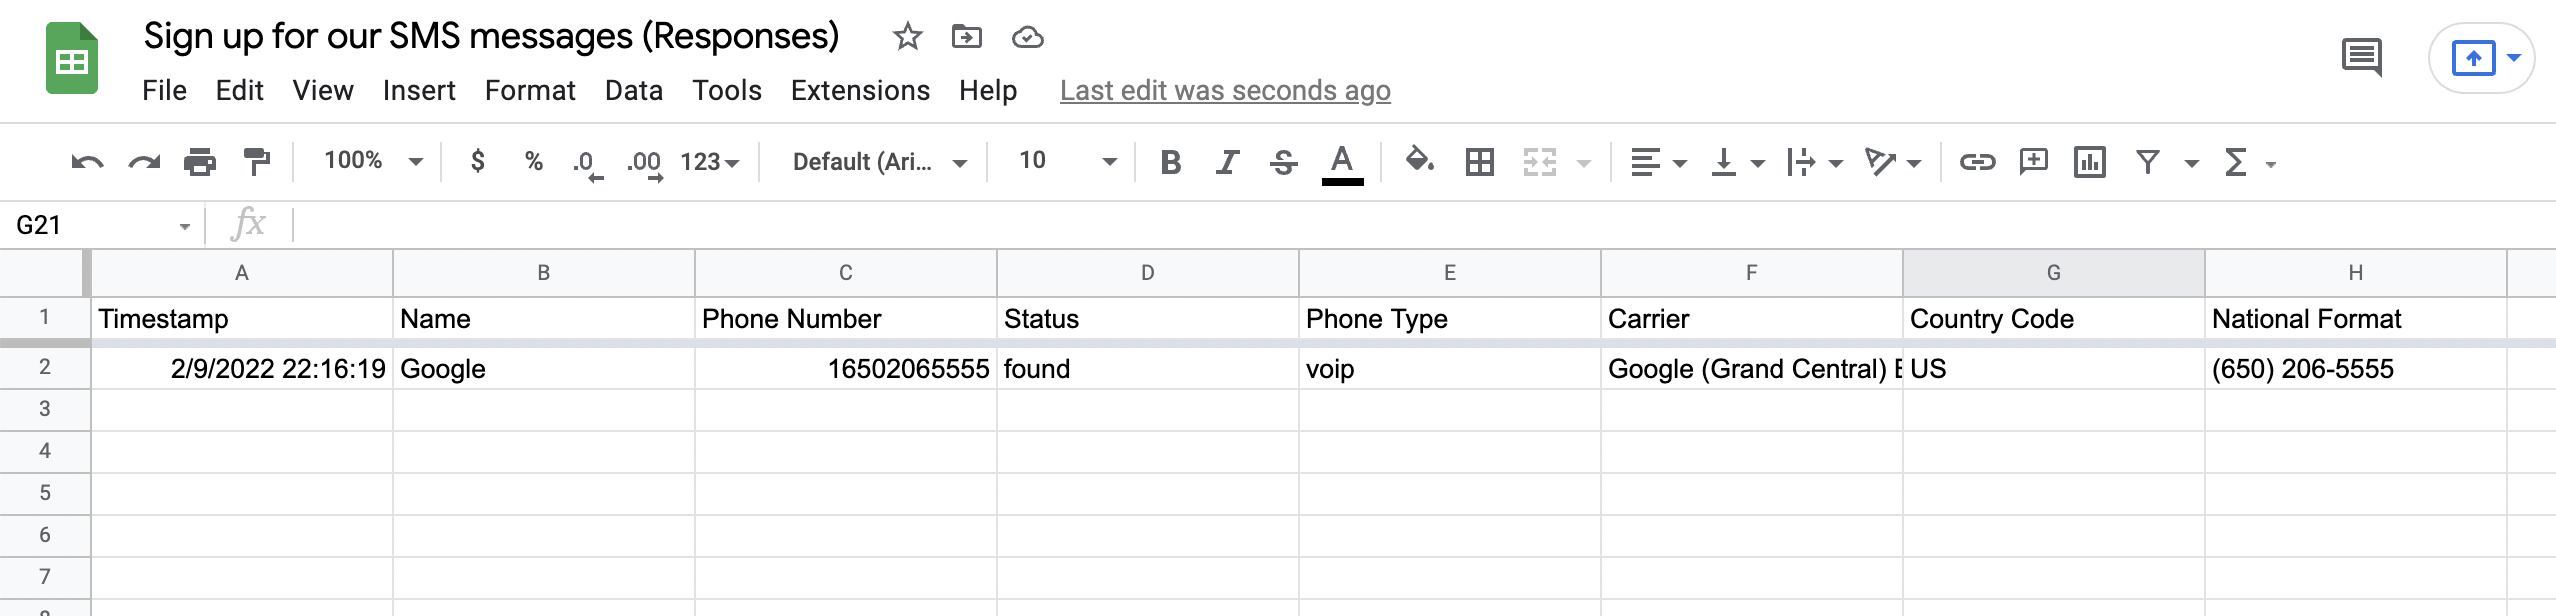 Sign up for our SMS messages (Responses)
File Edit View Insert Format Data Tools Extensions Help Last edit was seconds ago
100% $ % .0 .00 123 Default (Ari... 10 B I S A Σ
G21 fx
A B C D E F G H
1 Timestamp Name Phone Number Status Phone Type Carrier Country Code National Format
2 2/9/2022 22:16:19 Google 16502065555 found voip Google (Grand Central) US (650) 206-5555
3
4
5
6
7